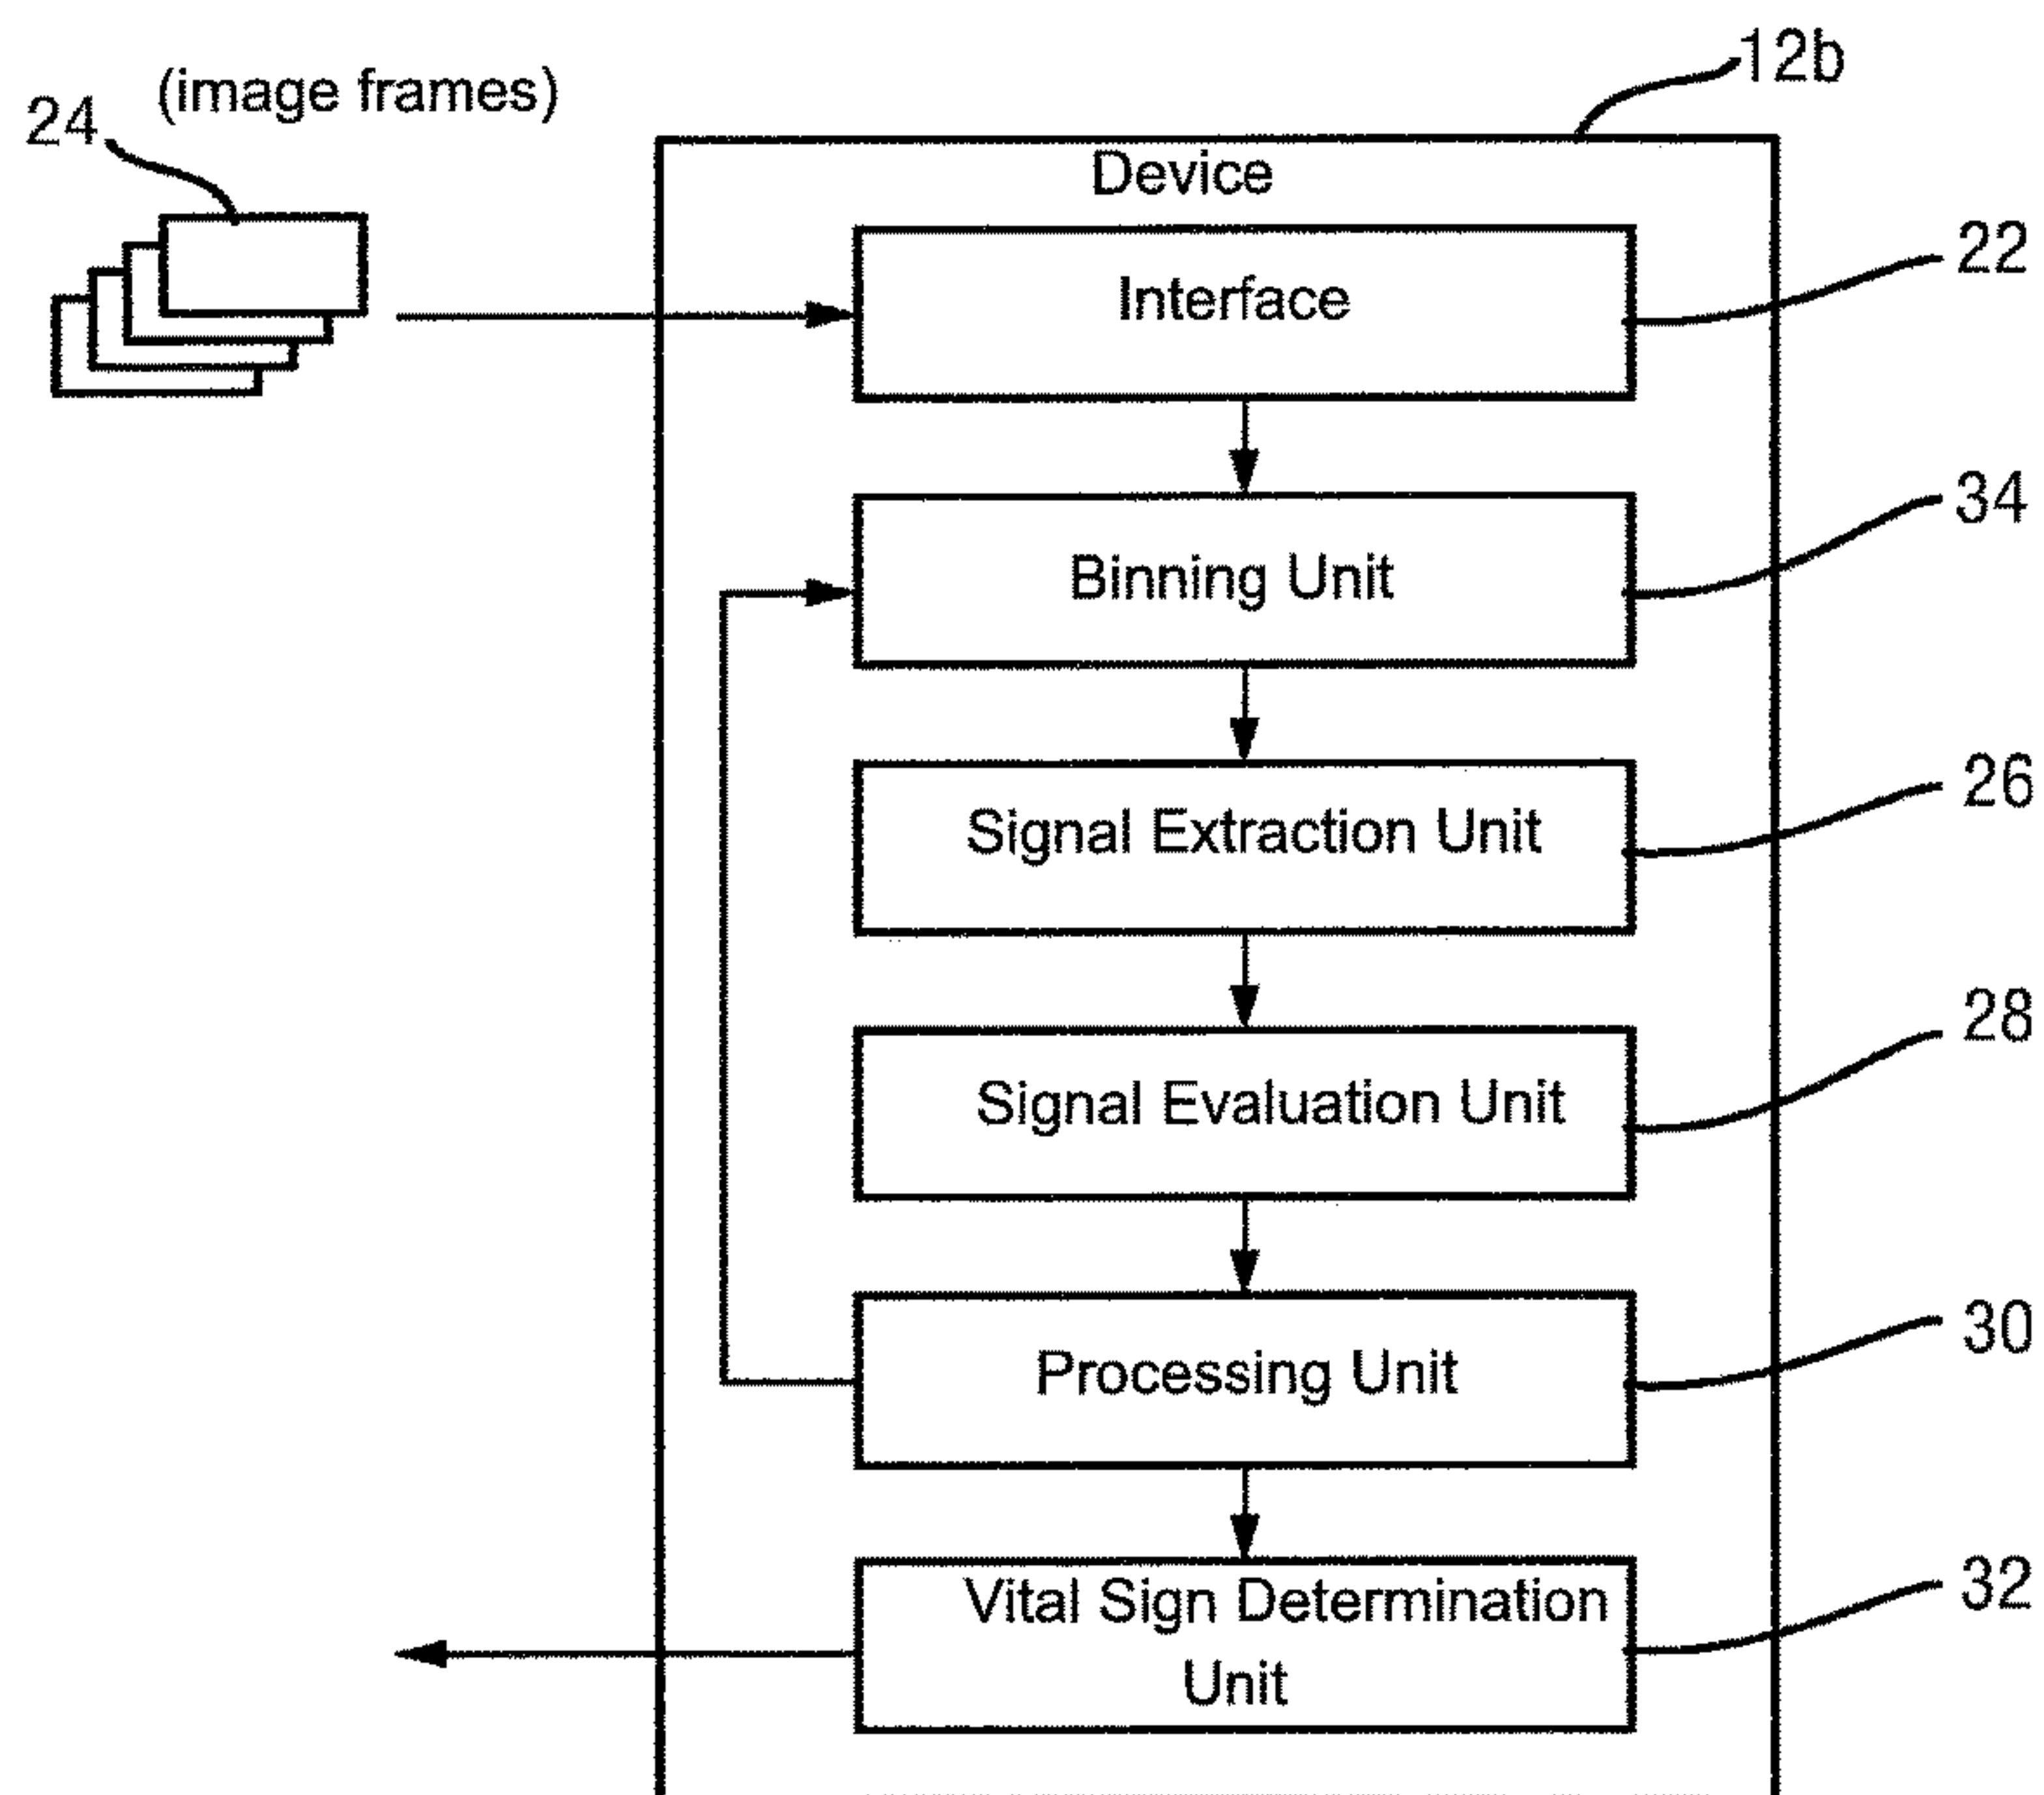 12b
(image frames)
24
Device
Interface
22
Binning Unit
34
Signal Extraction Unit
26
Signal Evaluation Unit
28
Processing Unit
30
Vital Sign Determination
Unit
32